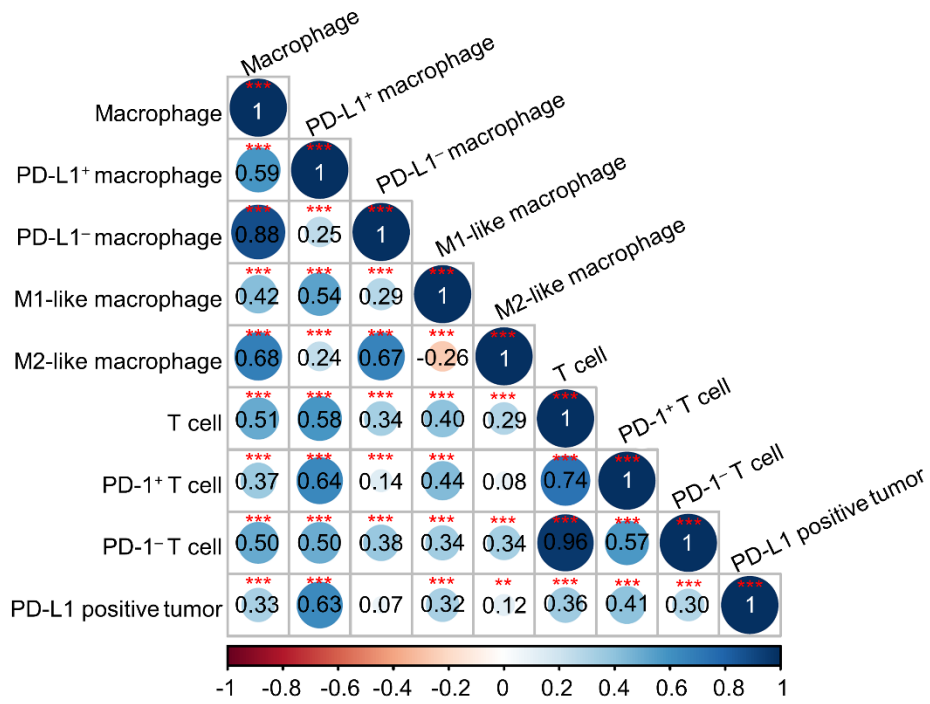 Macrophage
PD-L1⁺ macrophage
PD-L1⁻ macrophage
M1-like macrophage
M2-like macrophage
T cell
PD-1⁺ T cell
PD-1⁻ T cell
PD-L1 positive tumor
***
Macrophage 1
*** ***
PD-L1⁺ macrophage 0.59 1
*** *** ***
PD-L1⁻ macrophage 0.88 0.25 1
*** *** *** ***
M1-like macrophage 0.42 0.54 0.29 1
*** *** *** *** ***
M2-like macrophage 0.68 0.24 0.67 -0.26 1
*** *** *** *** *** ***
T cell 0.51 0.58 0.34 0.40 0.29 1
*** *** *** *** *** ***
PD-1⁺ T cell 0.37 0.64 0.14 0.44 0.08 0.74 1
*** *** *** *** *** *** *** ***
PD-1⁻ T cell 0.50 0.50 0.38 0.34 0.34 0.96 0.57 1
*** *** *** ** *** *** *** ***
PD-L1 positive tumor 0.33 0.63 0.07 0.32 0.12 0.36 0.41 0.30 1
-1 -0.8 -0.6 -0.4 -0.2 0 0.2 0.4 0.6 0.8 1